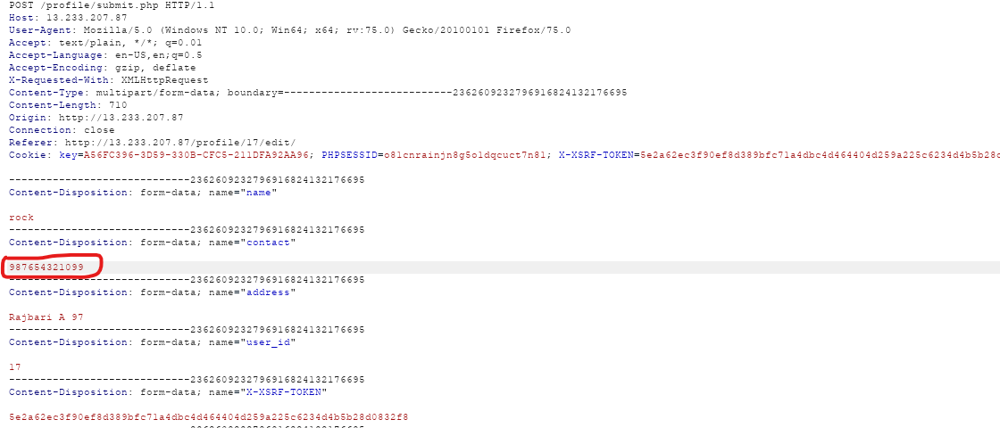 POST /profile/submit.php HTTP/1.1
Host: 13.233.207.87
User-Agent: Mozilla/5.0 (Windows NT 10.0; Win64; x64; rv:75.0) Gecko/20100101 Firefox/75.0
Accept: text/plain, */*; q=0.01
Accept-Language: en-US,en;q=0.5
Accept-Encoding: gzip, deflate
X-Requested-With: XMLHttpRequest
Content-Type: multipart/form-data; boundary=---------------------------2362609232796916824132176695
Content-Length: 710
Origin: http://13.233.207.87
Connection: close
Referer: http://13.233.207.87/profile/17/edit/
Cookie: key=A56FC396-3D59-330B-CFC5-211DFA92AA96; PHPSESSID=o81cnrainjn8g5oldqcuct7n81; X-XSRF-TOKEN=5e2a62ec3f90ef8d389bfc71a4dbc4d464404d259a225c6234d4b5b28d
-----------------------------2362609232796916824132176695
Content-Disposition: form-data; name="name"
rock
-----------------------------2362609232796916824132176695
Content-Disposition: form-data; name="contact"
987654321099
-----------------------------2362609232796916824132176695
Content-Disposition: form-data; name="address"
Rajbari A 97
-----------------------------2362609232796916824132176695
Content-Disposition: form-data; name="user_id"
17
-----------------------------2362609232796916824132176695
Content-Disposition: form-data; name="X-XSRF-TOKEN"
5e2a62ec3f90ef8d389bfc71a4dbc4d464404d259a225c6234d4b5b28d0832f8